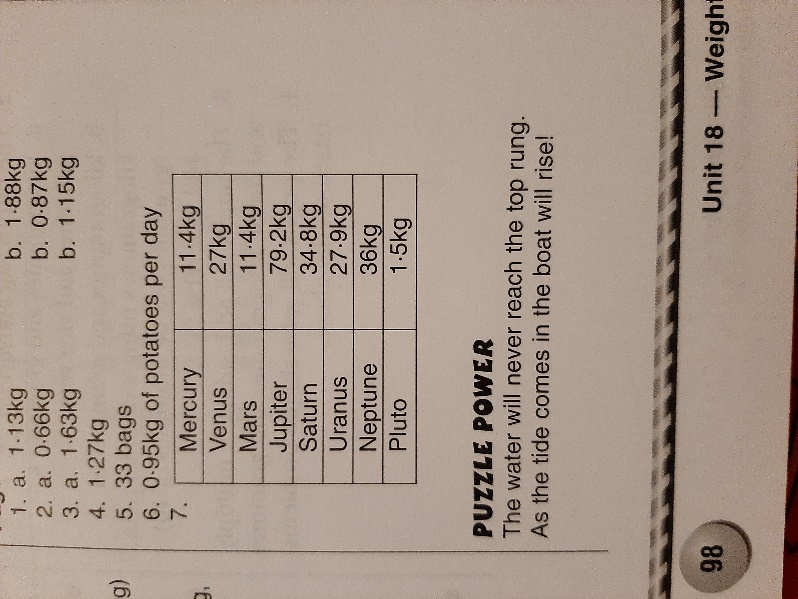 1. a. 1·13kg b. 1·88kg
2. a. 0·66kg b. 0·87kg
3. a. 1·63kg b. 1·15kg
4. 1·27kg
5. 33 bags
6. 0·95kg of potatoes per day
7.
Mercury 11·4kg
Venus 27kg
Mars 11·4kg
Jupiter 79·2kg
Saturn 34·8kg
Uranus 27·9kg
Neptune 36kg
Pluto 1·5kg
PUZZLE POWER
The water will never reach the top rung.
As the tide comes in the boat will rise!
g)
g,
98 Unit 18 — Weight